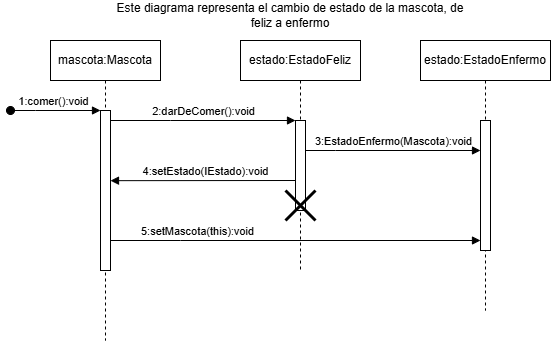 Este diagrama representa el cambio de estado de la mascota, de
feliz a enfermo
mascota:Mascota
estado:EstadoFeliz
estado:EstadoEnfermo
1:comer():void
2:darDeComer():void
3:EstadoEnfermo(Mascota):void
4:setEstado(IEstado):void
5:setMascota(this):void